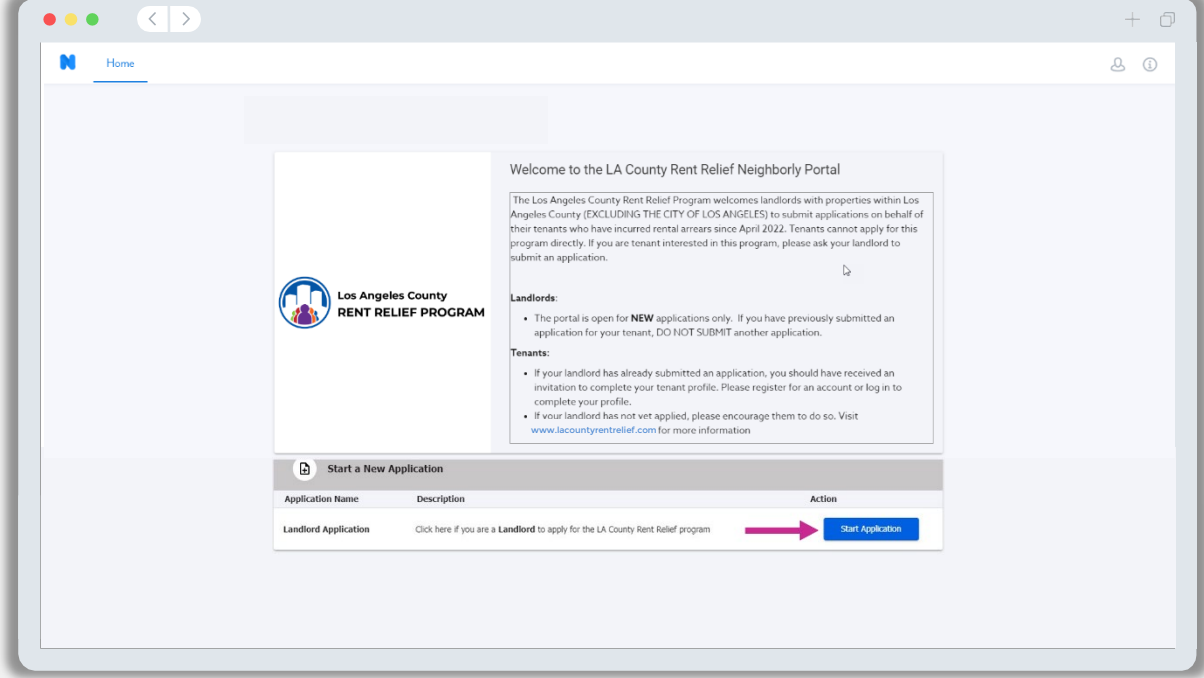 Home
Welcome to the LA County Rent Relief Neighborly Portal
The Los Angeles County Rent Relief Program welcomes landlords with properties within Los
Angeles County (EXCLUDING THE CITY OF LOS ANGELES) to submit applications on behalf of
their tenants who have incurred rental arrears since April 2022. Tenants cannot apply for this
program directly. If you are tenant interested in this program, please ask your landlord to
submit an application.
Los Angeles County
RENT RELIEF PROGRAM
Landlords:
• The portal is open for NEW applications only. If you have previously submitted an
application for your tenant, DO NOT SUBMIT another application.
Tenants:
• If your landlord has already submitted an application, you should have received an
invitation to complete your tenant profile. Please register for an account or log in to
complete your profile.
• If your landlord has not yet applied, please encourage them to do so. Visit
www.lacountyrentrelief.com for more information
Start a New Application
Application Name Description Action
Landlord Application Click here if you are a Landlord to apply for the LA County Rent Relief program Start Application